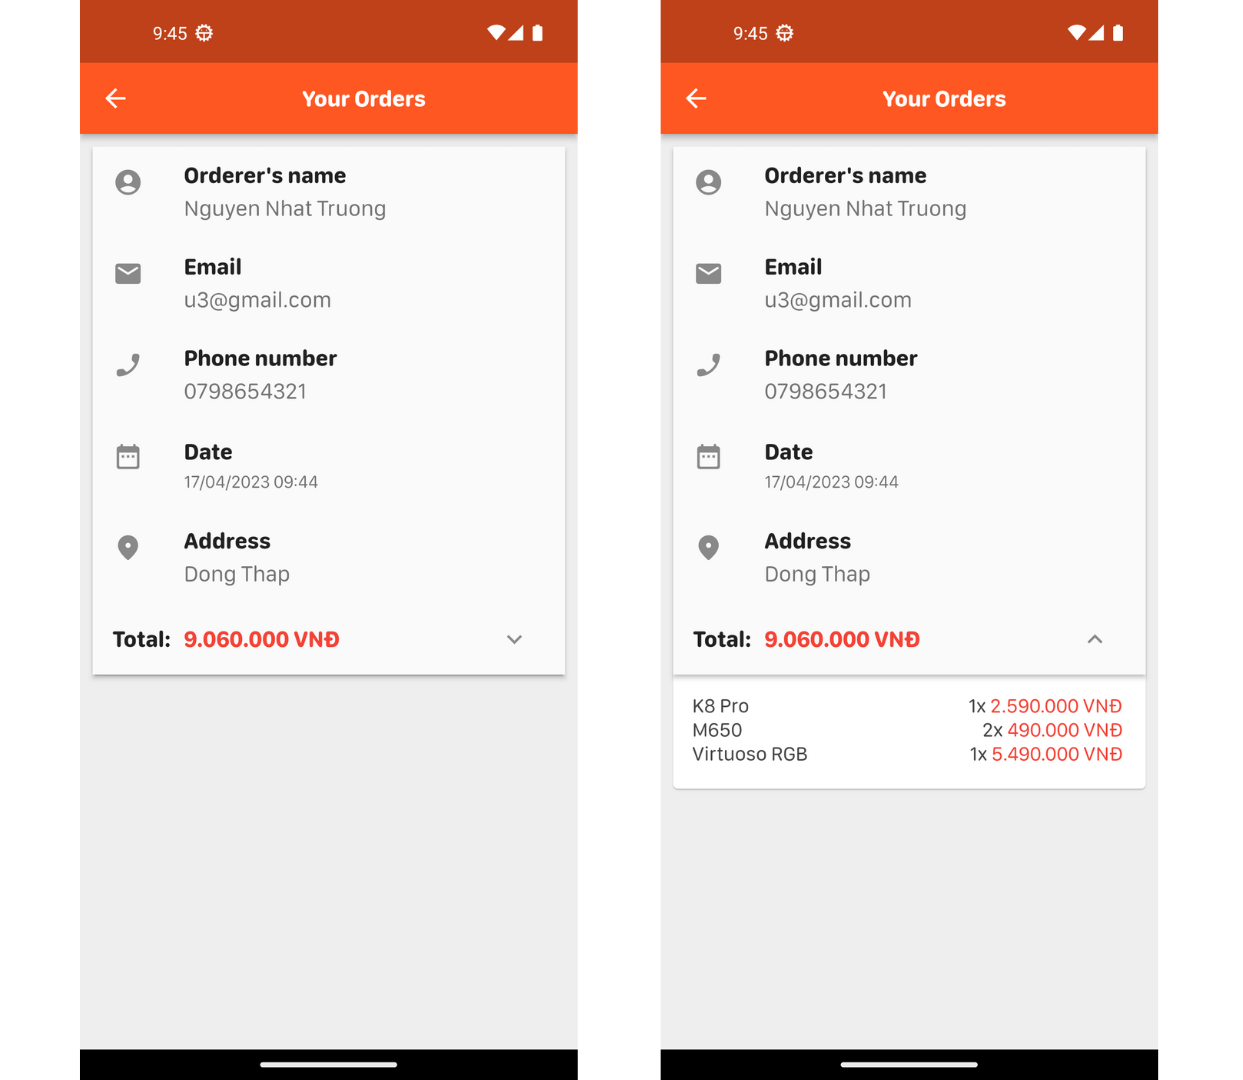 9:45
Your Orders
Orderer's name
Nguyen Nhat Truong
Email
u3@gmail.com
Phone number
0798654321
Date
17/04/2023 09:44
Address
Dong Thap
Total: 9.060.000 VNĐ
9:45
Your Orders
Orderer's name
Nguyen Nhat Truong
Email
u3@gmail.com
Phone number
0798654321
Date
17/04/2023 09:44
Address
Dong Thap
Total: 9.060.000 VNĐ
K8 Pro 1x 2.590.000 VNĐ
M650 2x 490.000 VNĐ
Virtuoso RGB 1x 5.490.000 VNĐ